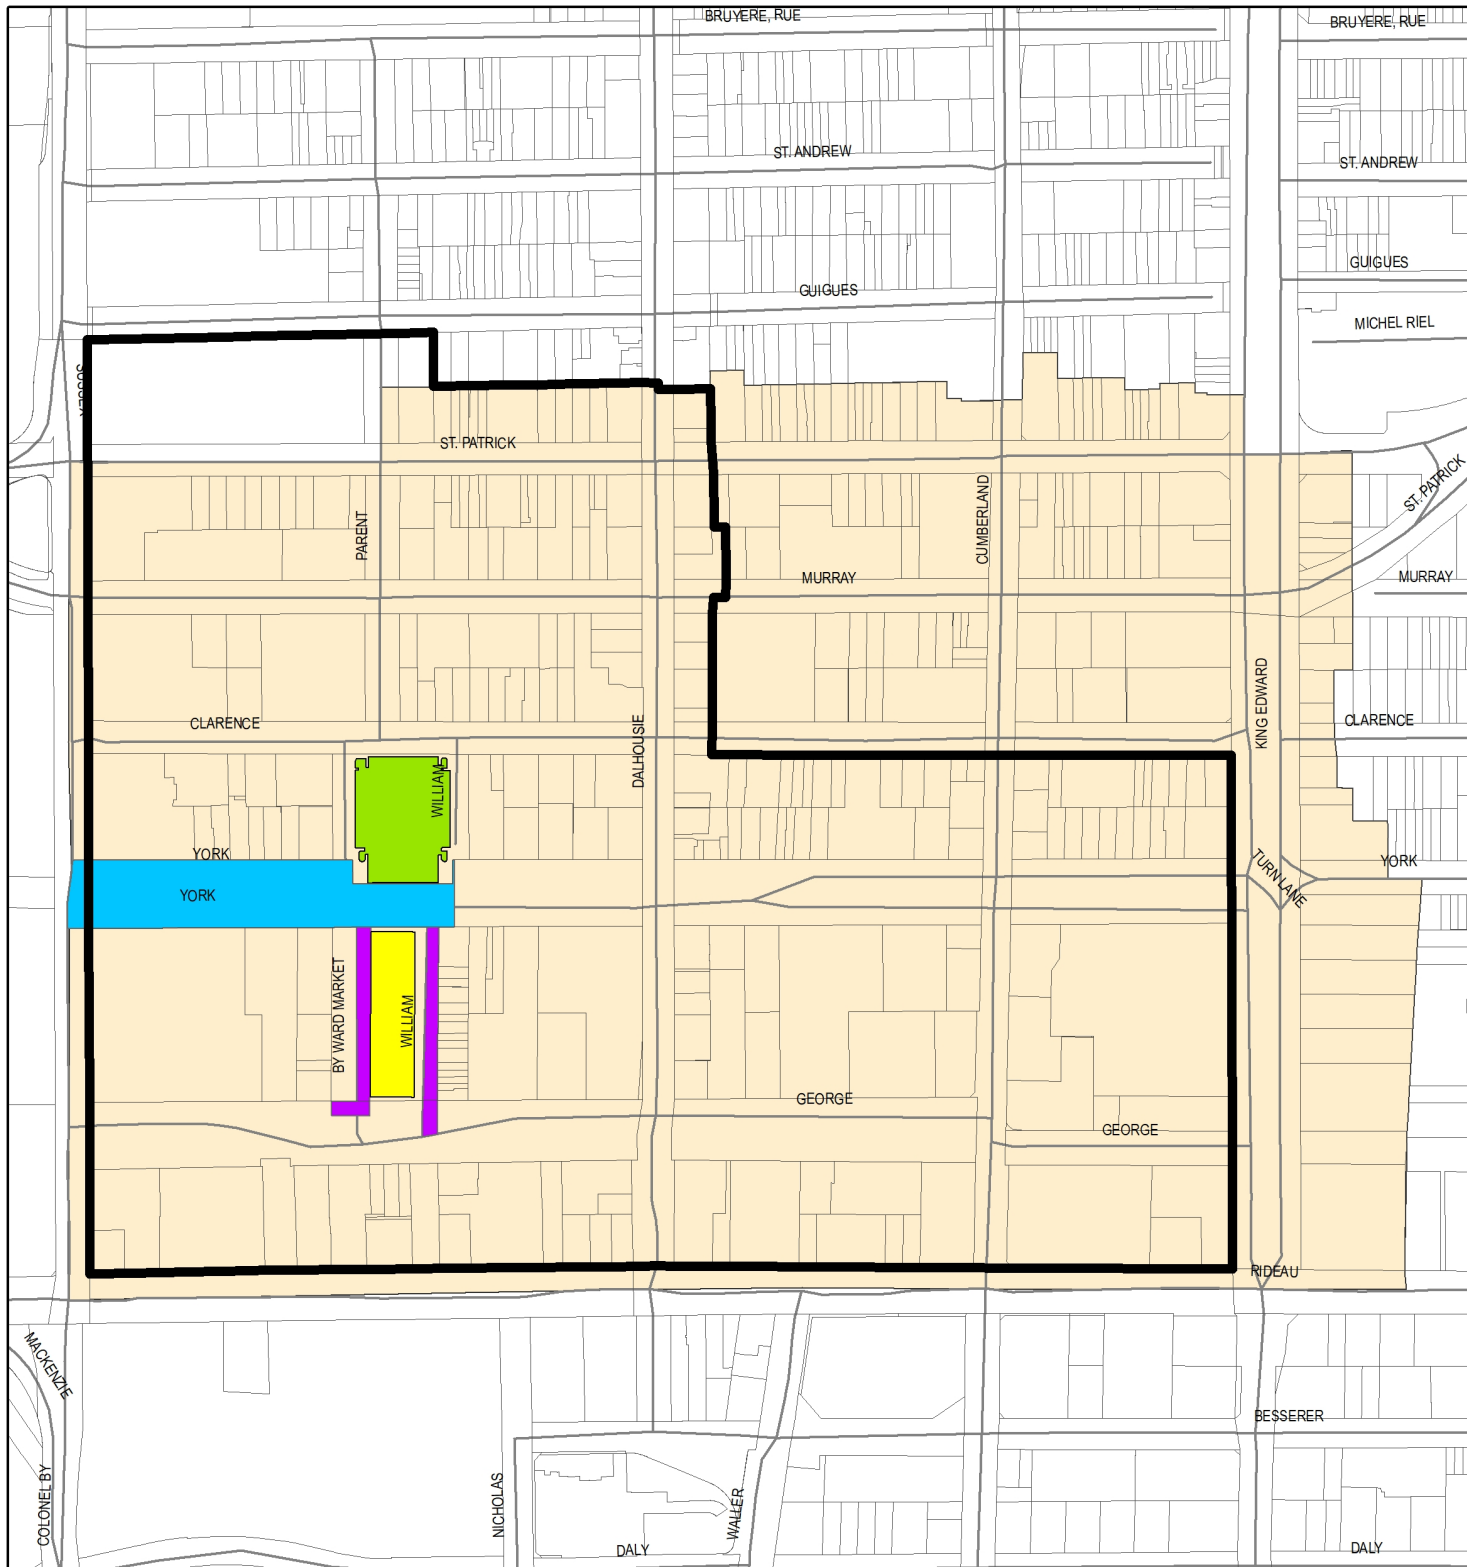 BRUYERE, RUE
BRUYERE, RUE
ST. ANDREW
ST. ANDREW
GUIGUES
GUIGUES
MICHEL RIEL
SUSSEX
ST. PATRICK
ST. PATRICK
PARENT
CUMBERLAND
MURRAY
MURRAY
CLARENCE
CLARENCE
DALHOUSIE
KING EDWARD
WILLIAM
YORK
YORK
YORK
TURN LANE
BY WARD MARKET
WILLIAM
GEORGE
GEORGE
RIDEAU
MACKENZIE
BESSERER
COLONEL BY
NICHOLAS
WALLER
DALY
DALY